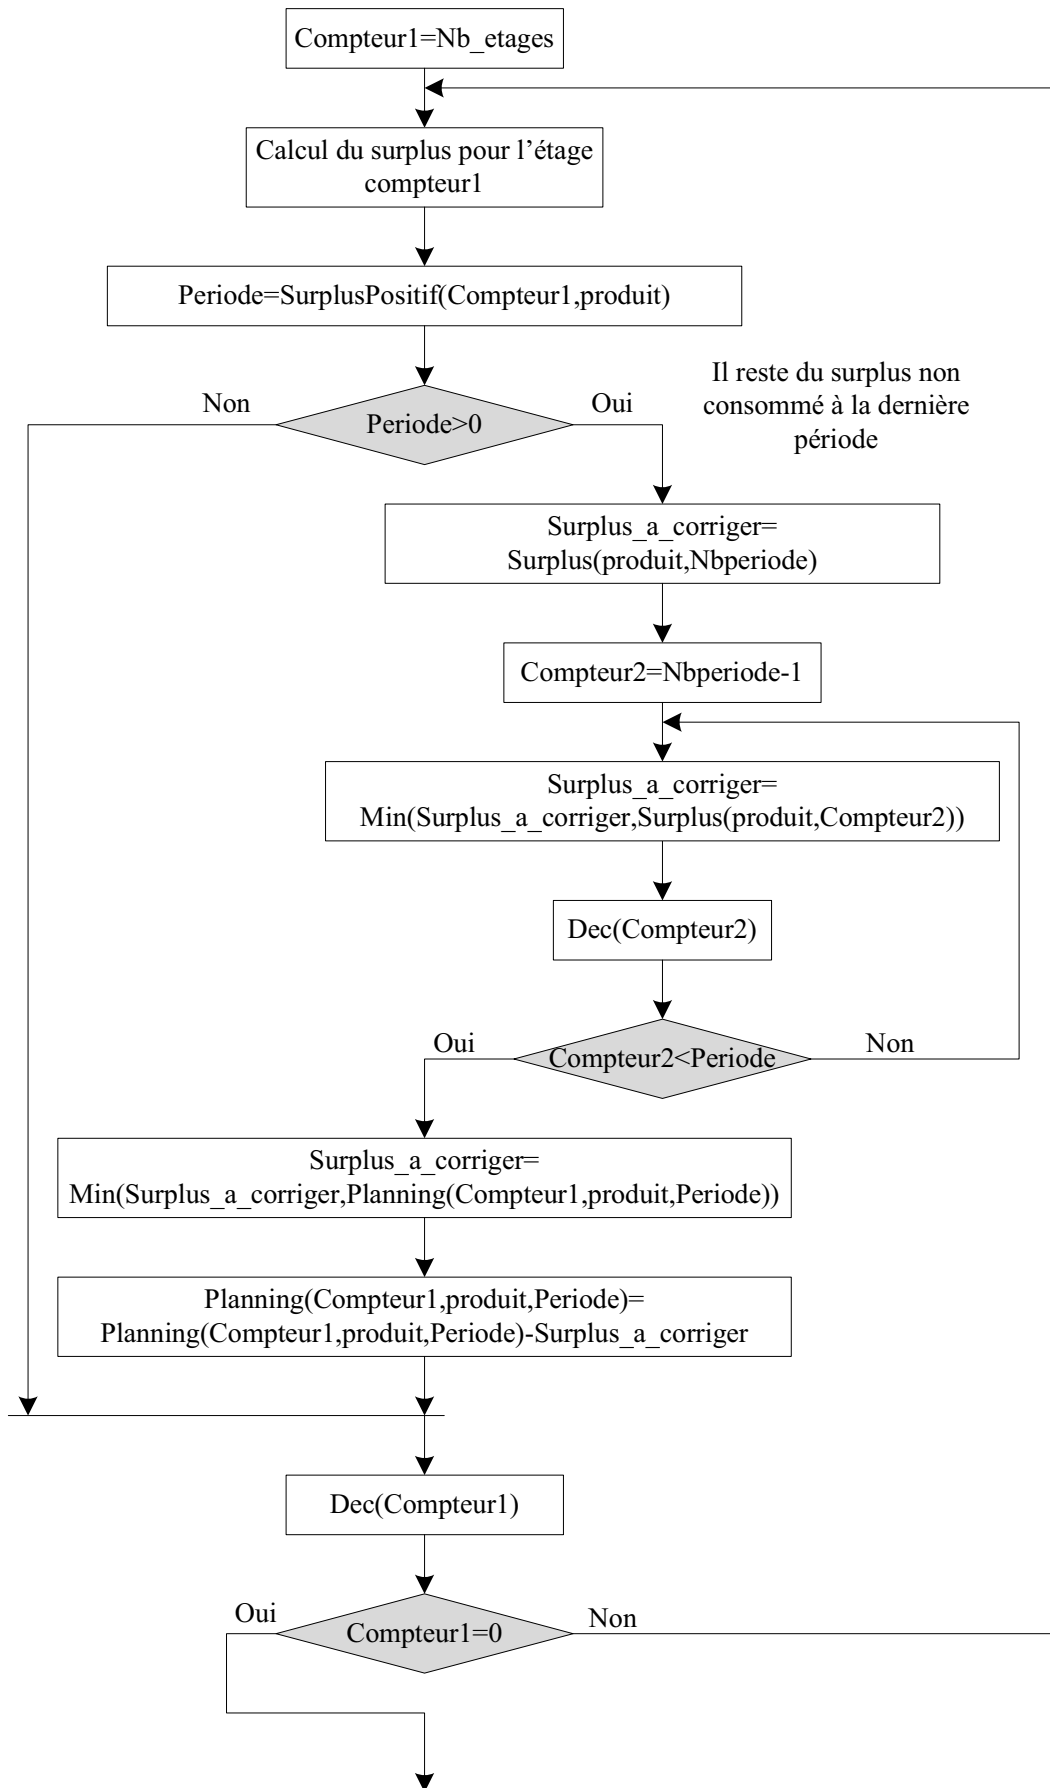 Compteur1=Nb_etages
Calcul du surplus pour l’étage
compteur1
Periode=SurplusPositif(Compteur1,produit)
Il reste du surplus non
consommé à la dernière
période
Non
Oui
Periode>0
Surplus_a_corriger=
Surplus(produit,Nbperiode)
Compteur2=Nbperiode-1
Surplus_a_corriger=
Min(Surplus_a_corriger,Surplus(produit,Compteur2))
Dec(Compteur2)
Oui
Non
Compteur2<Periode
Surplus_a_corriger=
Min(Surplus_a_corriger,Planning(Compteur1,produit,Periode))
Planning(Compteur1,produit,Periode)=
Planning(Compteur1,produit,Periode)-Surplus_a_corriger
Dec(Compteur1)
Oui
Non
Compteur1=0